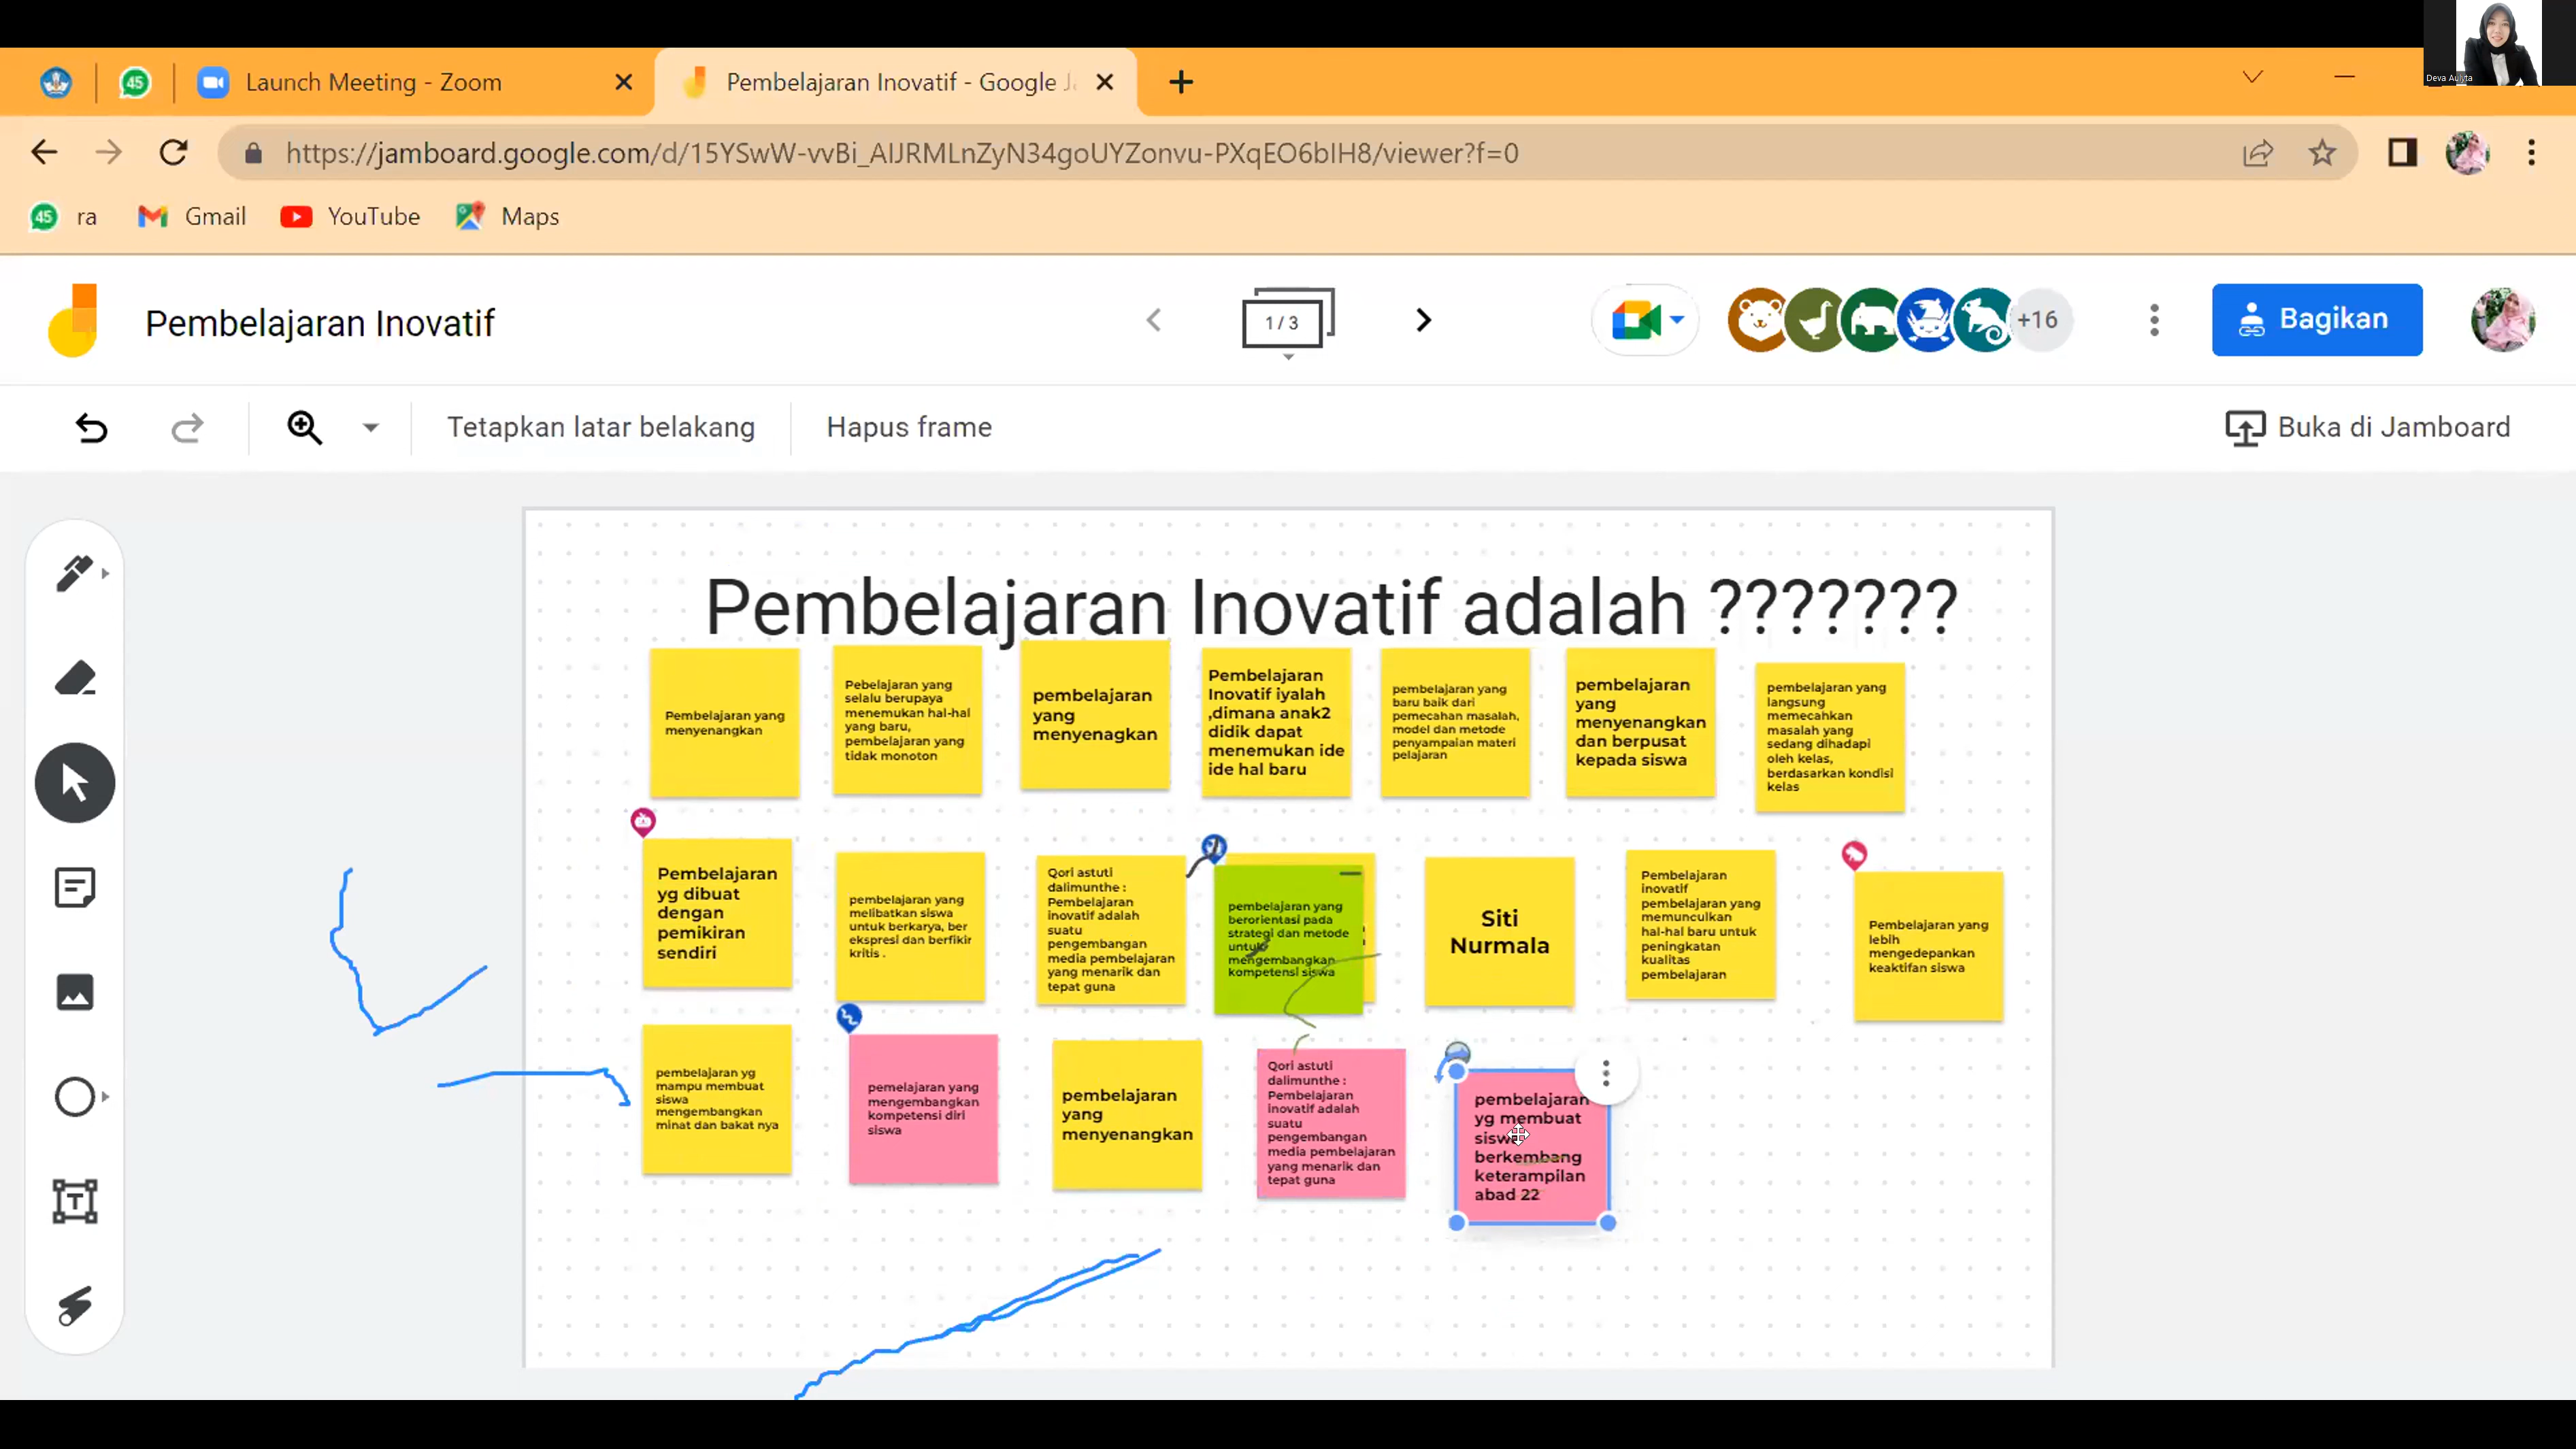 Deva Aulyta
45
Launch Meeting - Zoom
Pembelajaran Inovatif - Google J
https://jamboard.google.com/d/15YSwW-vvBi_AIJRMLnZyN34goUYZonvu-PXqEO6bIH8/viewer?f=0
45 ra Gmail YouTube Maps
Pembelajaran Inovatif
1 / 3
+16
Bagikan
Tetapkan latar belakang
Hapus frame
Buka di Jamboard
Pembelajaran Inovatif adalah ???????
Pembelajaran yang
menyenangkan
Pebelajaran yang
selalu berupaya
menemukan hal-hal
yang baru,
pembelajaran yang
tidak monoton
pembelajaran
yang
menyenagkan
Pembelajaran
Inovatif iyalah
,dimana anak2
didik dapat
menemukan ide
ide hal baru
pembelajaran yang
baru baik dari
pemecahan masalah,
model dan metode
penyampaian materi
pelajaran
pembelajaran
yang
menyenangkan
dan berpusat
kepada siswa
pembelajaran yang
langsung
memecahkan
masalah yang
sedang dihadapi
oleh kelas,
berdasarkan kondisi
kelas
Pembelajaran
yg dibuat
dengan
pemikiran
sendiri
pembelajaran yang
melibatkan siswa
untuk berkarya, ber
ekspresi dan berfikir
kritis .
Qori astuti
dalimunthe :
Pembelajaran
inovatif adalah
suatu
pengembangan
media pembelajaran
yang menarik dan
tepat guna
pembelajaran yang
berorientasi pada
strategi dan metode
untuk
mengembangkan
kompetensi siswa
Siti
Nurmala
Pembelajaran
inovatif
pembelajaran yang
memunculkan
hal-hal baru untuk
peningkatan
kualitas
pembelajaran
Pembelajaran yang
lebih
mengedepankan
keaktifan siswa
pembelajaran yg
mampu membuat
siswa
mengembangkan
minat dan bakat nya
pemelajaran yang
mengembangkan
kompetensi diri
siswa
pembelajaran
yang
menyenangkan
Qori astuti
dalimunthe :
Pembelajaran
inovatif adalah
suatu
pengembangan
media pembelajaran
yang menarik dan
tepat guna
pembelajaran
yg membuat
siswa
berkembang
keterampilan
abad 22